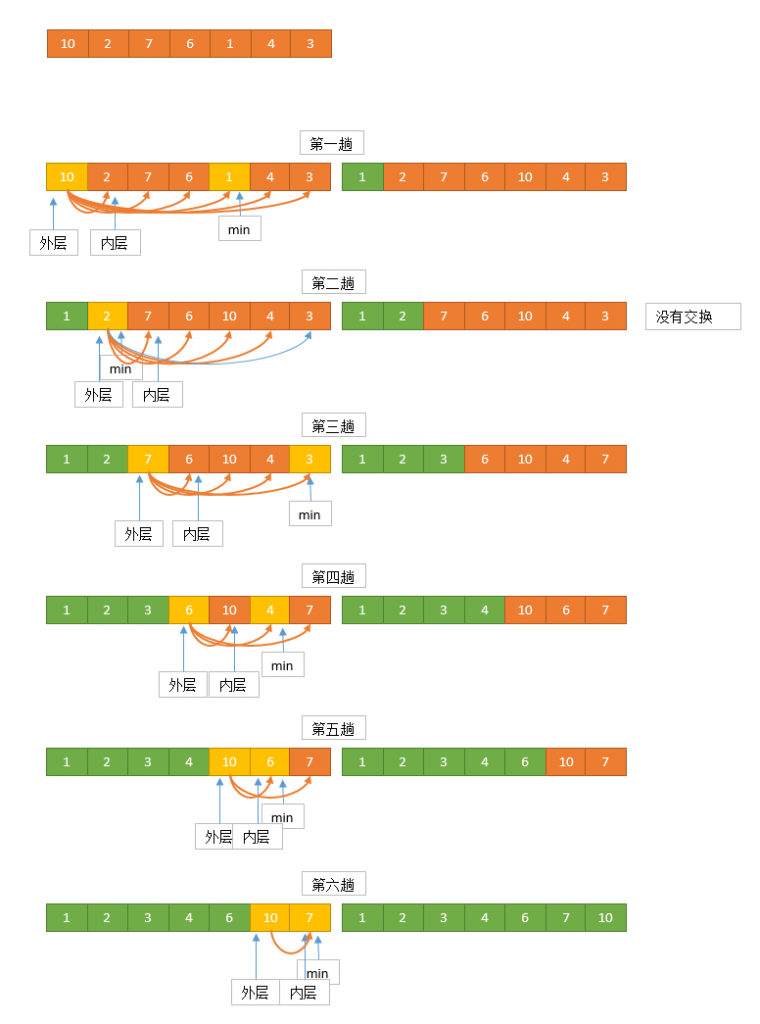 10 2 7 6 1 4 3
第一趟
10 2 7 6 1 4 3 1 2 7 6 10 4 3
外层 内层 min
第二趟
1 2 7 6 10 4 3 1 2 7 6 10 4 3 没有交换
min
外层 内层
第三趟
1 2 7 6 10 4 3 1 2 3 6 10 4 7
外层 内层 min
第四趟
1 2 3 6 10 4 7 1 2 3 4 10 6 7
min
外层 内层
第五趟
1 2 3 4 10 6 7 1 2 3 4 6 10 7
min
外层 内层
第六趟
1 2 3 4 6 10 7 1 2 3 4 6 7 10
min
外层 内层